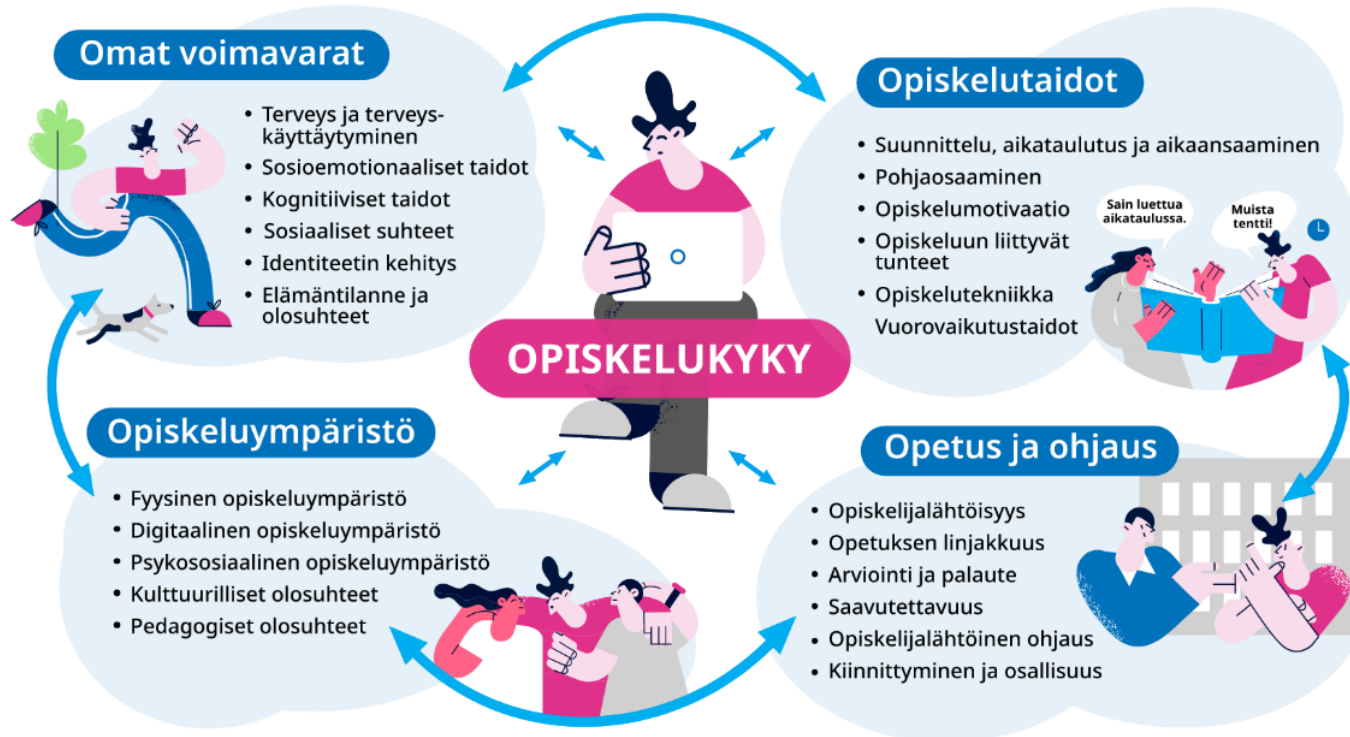 Omat voimavarat
• Terveys ja terveys-
käyttäytyminen
• Sosioemotionaaliset taidot
• Kognitiiviset taidot
• Sosiaaliset suhteet
• Identiteetin kehitys
• Elämäntilanne ja
olosuhteet
Opiskelutaidot
• Suunnittelu, aikataulutus ja aikaansaaminen
• Pohjaosaaminen
• Opiskelumotivaatio
• Opiskeluun liittyvät
tunteet
• Opiskelutekniikka
Vuorovaikutustaidot
Sain luettua
aikataulussa.
Muista
tentti!
OPISKELUKYKY
Opiskeluympäristö
• Fyysinen opiskeluympäristö
• Digitaalinen opiskeluympäristö
• Psykososiaalinen opiskeluympäristö
• Kulttuurilliset olosuhteet
• Pedagogiset olosuhteet
Opetus ja ohjaus
• Opiskelijalähtöisyys
• Opetuksen linjakkuus
• Arviointi ja palaute
• Saavutettavuus
• Opiskelijalähtöinen ohjaus
• Kiinnittyminen ja osallisuus